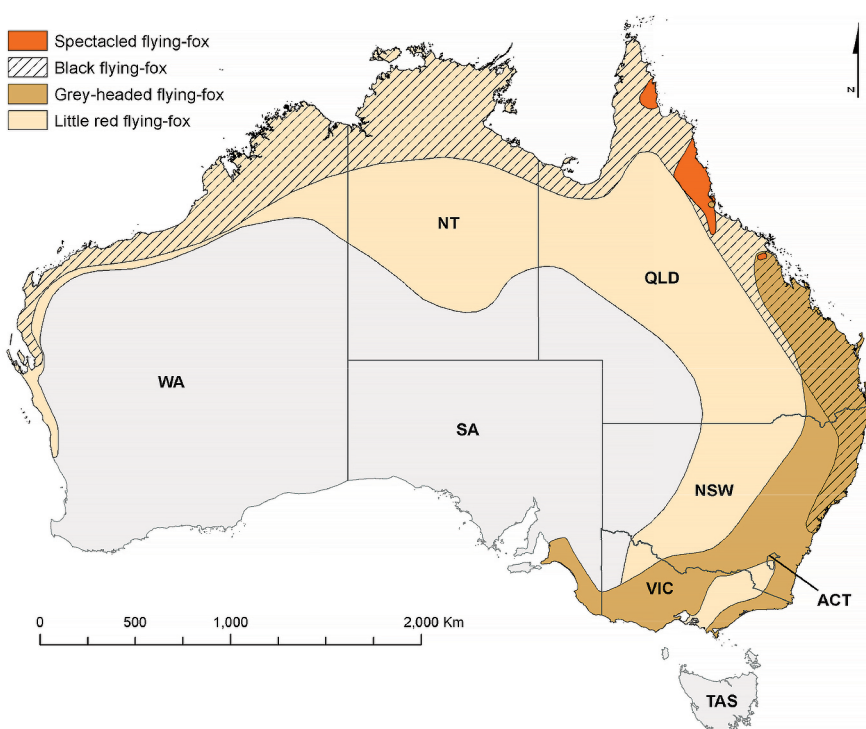 Spectacled flying-fox
Black flying-fox
Grey-headed flying-fox
Little red flying-fox
N
NT
QLD
WA
SA
NSW
VIC
ACT
0 500 1,000 2,000 Km
TAS